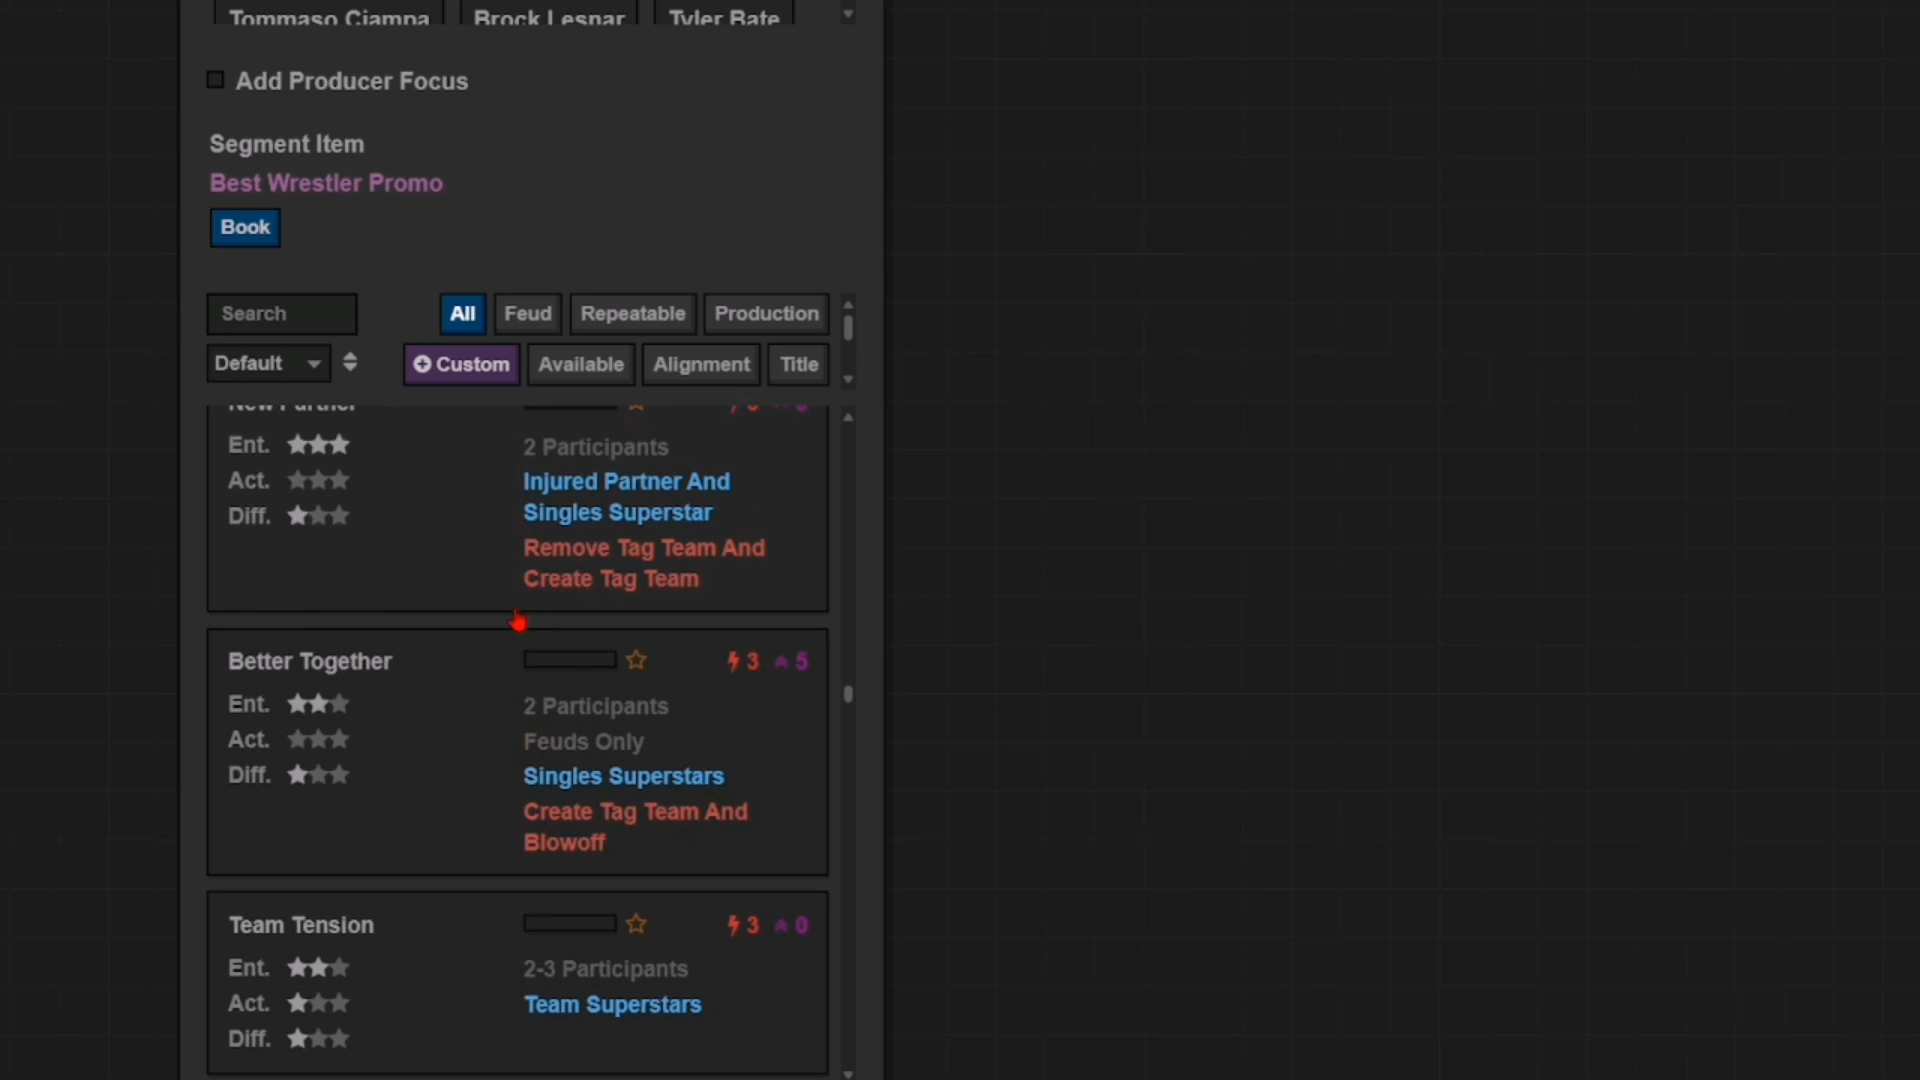 Tommaso Ciampa Brock Lesnar Tyler Bate
Add Producer Focus
Segment Item
Best Wrestler Promo
Book
Search All Feud Repeatable Production
Default Custom Available Alignment Title
New Partner
Ent. 2 Participants
Act. Injured Partner And
Singles Superstar
Diff.
Remove Tag Team And
Create Tag Team
Better Together 3 5
Ent. 2 Participants
Act. Feuds Only
Diff. Singles Superstars
Create Tag Team And
Blowoff
Team Tension 3 0
Ent. 2-3 Participants
Act. Team Superstars
Diff.